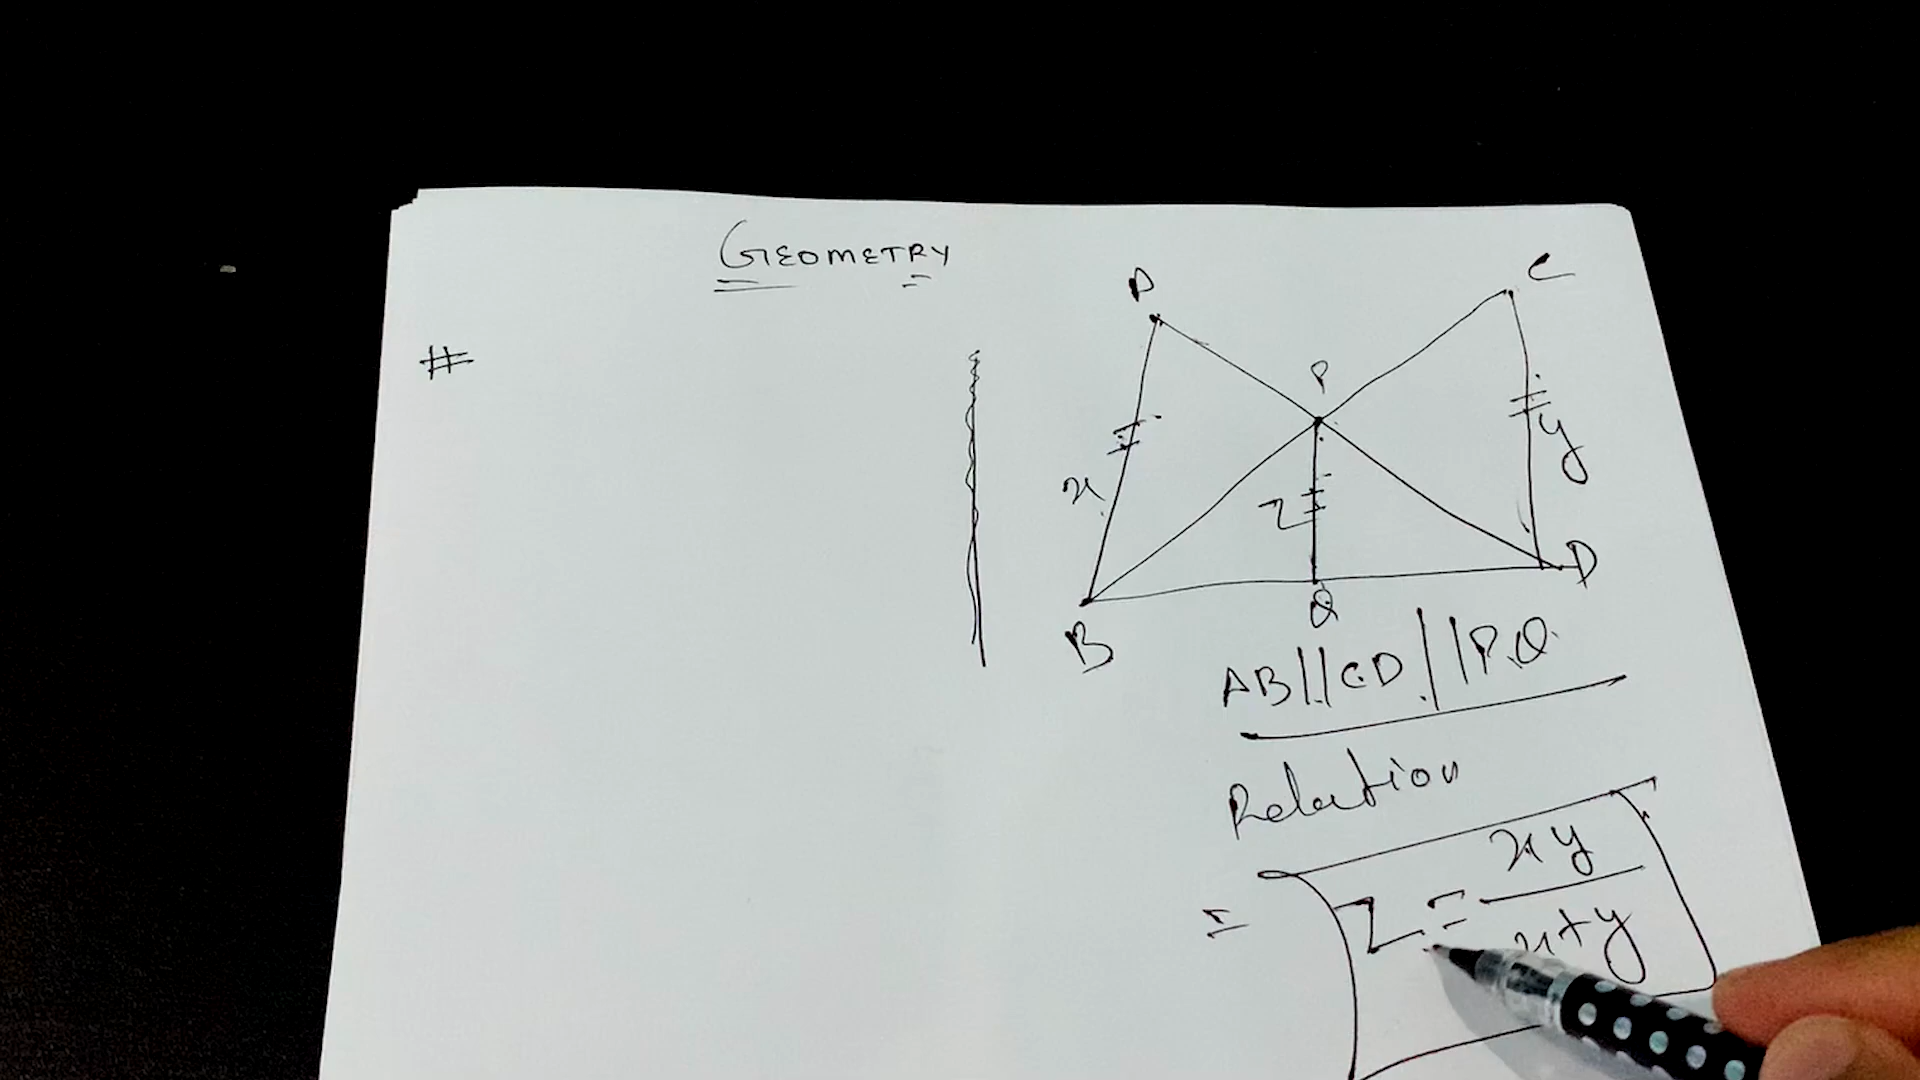 GEOMETRY
#
A
C
P
x
y
z
B
Q
D
AB||CD||PQ
Relation
= z = xy
x+y